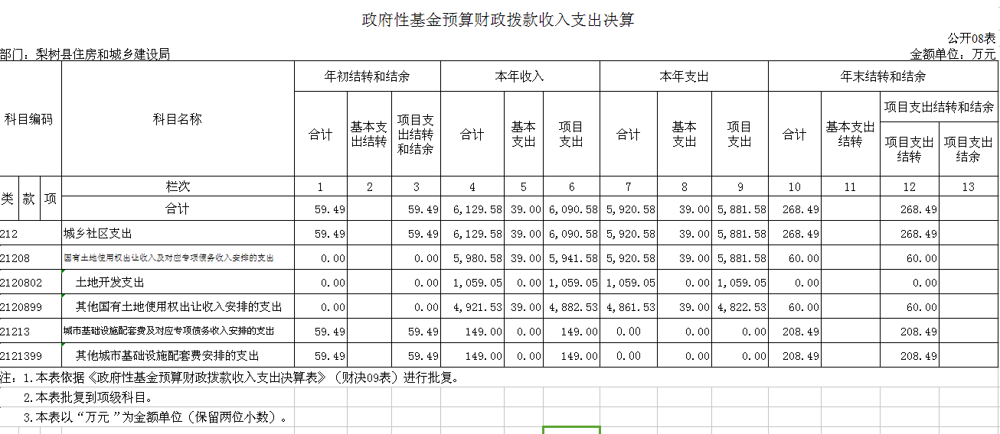 政府性基金预算财政拨款收入支出决算
公开08表
部门：梨树县住房和城乡建设局 金额单位：万元
科目编码 科目名称 年初结转和结余 本年收入 本年支出 年末结转和结余
合计 基本支出结转 项目支出结转和结余 合计 基本支出 项目支出 合计 基本支出 项目支出 合计 基本支出结转 项目支出结转和结余
项目支出结转 项目支出结余
类 款 项 栏次 1 2 3 4 5 6 7 8 9 10 11 12 13
合计 59.49 59.49 6,129.58 39.00 6,090.58 5,920.58 39.00 5,881.58 268.49 268.49
212 城乡社区支出 59.49 59.49 6,129.58 39.00 6,090.58 5,920.58 39.00 5,881.58 268.49 268.49
21208 国有土地使用权出让收入及对应专项债务收入安排的支出 0.00 0.00 5,980.58 39.00 5,941.58 5,920.58 39.00 5,881.58 60.00 60.00
2120802 土地开发支出 0.00 0.00 1,059.05 0.00 1,059.05 1,059.05 0.00 1,059.05 0.00 0.00
2120899 其他国有土地使用权出让收入安排的支出 0.00 0.00 4,921.53 39.00 4,882.53 4,861.53 39.00 4,822.53 60.00 60.00
21213 城市基础设施配套费及对应专项债务收入安排的支出 59.49 59.49 149.00 0.00 149.00 0.00 0.00 0.00 208.49 208.49
2121399 其他城市基础设施配套费安排的支出 59.49 59.49 149.00 0.00 149.00 0.00 0.00 0.00 208.49 208.49
注：1.本表依据《政府性基金预算财政拨款收入支出决算表》（财决09表）进行批复。
2.本表批复到项级科目。
3.本表以“万元”为金额单位（保留两位小数）。